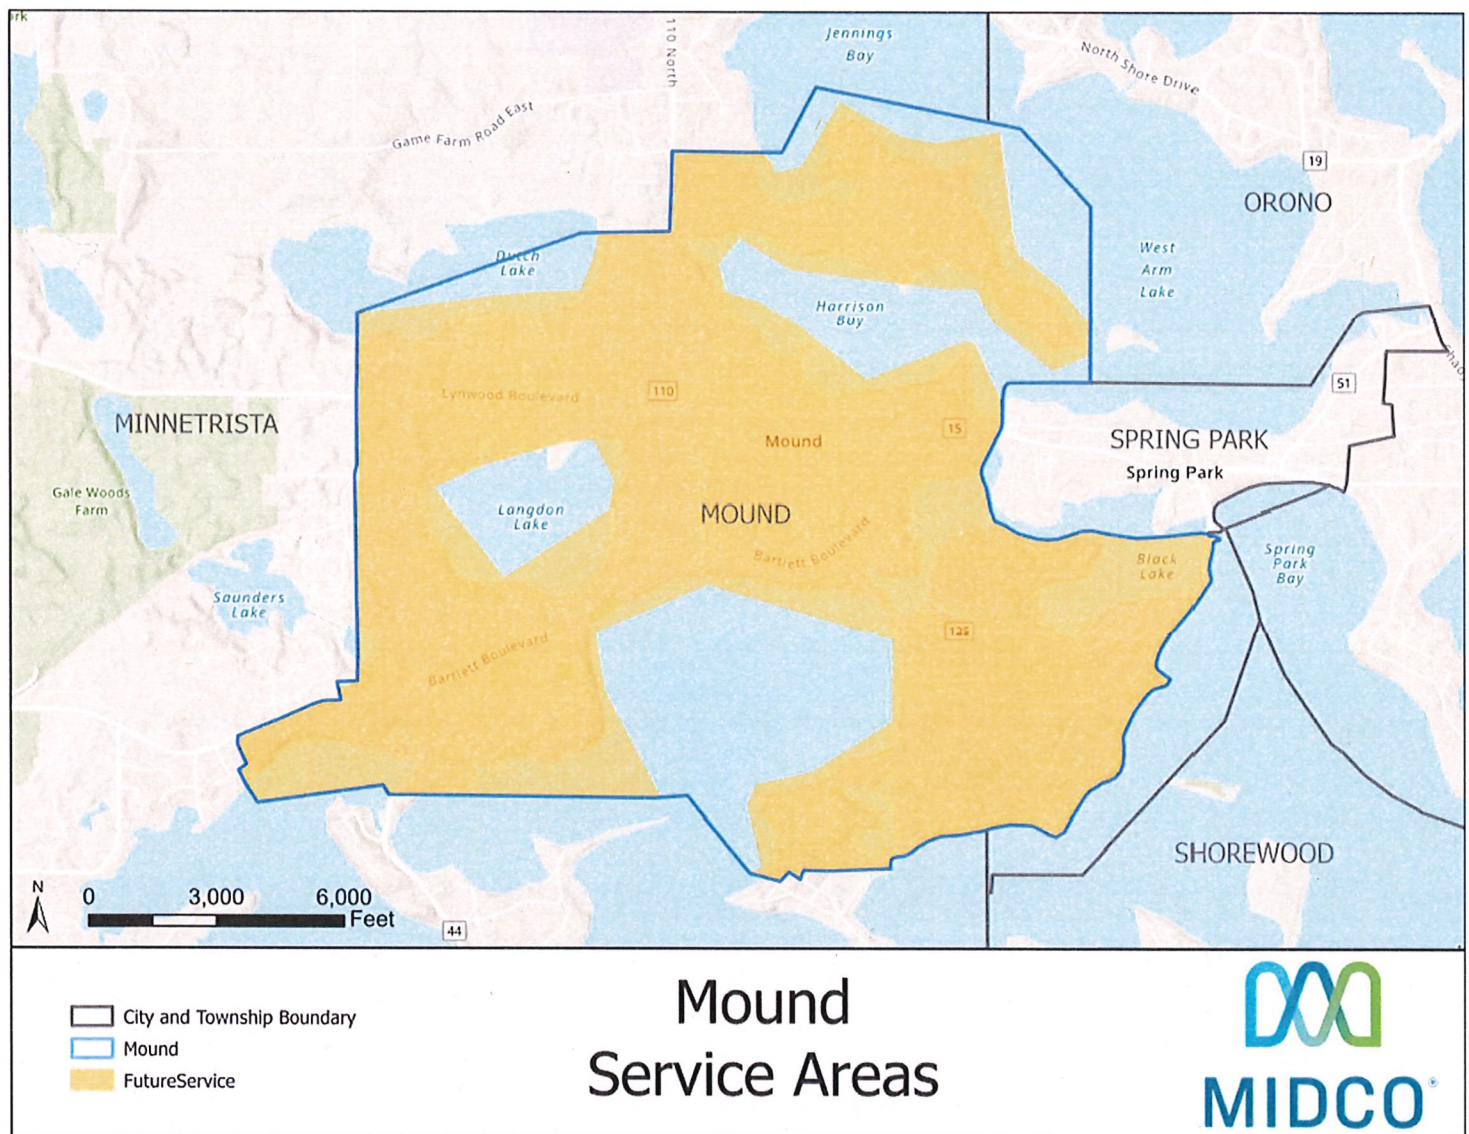 rk
Jennings
Bay
110 North
North Shore Drive
Game Farm Road East
19
ORONO
Dutch
Lake
West
Arm
Lake
Harrison
Bay
51
Lynwood Boulevard
110
15
MINNETRISTA
Mound
SPRING PARK
Spring Park
Gale Woods
Farm
Langdon
Lake
MOUND
Bartlett Boulevard
Black
Lake
Spring
Park
Bay
Saunders
Lake
125
Bartlett Boulevard
SHOREWOOD
N
0 3,000 6,000
Feet
44
City and Township Boundary
Mound
FutureService
Mound
Service Areas
MIDCO®